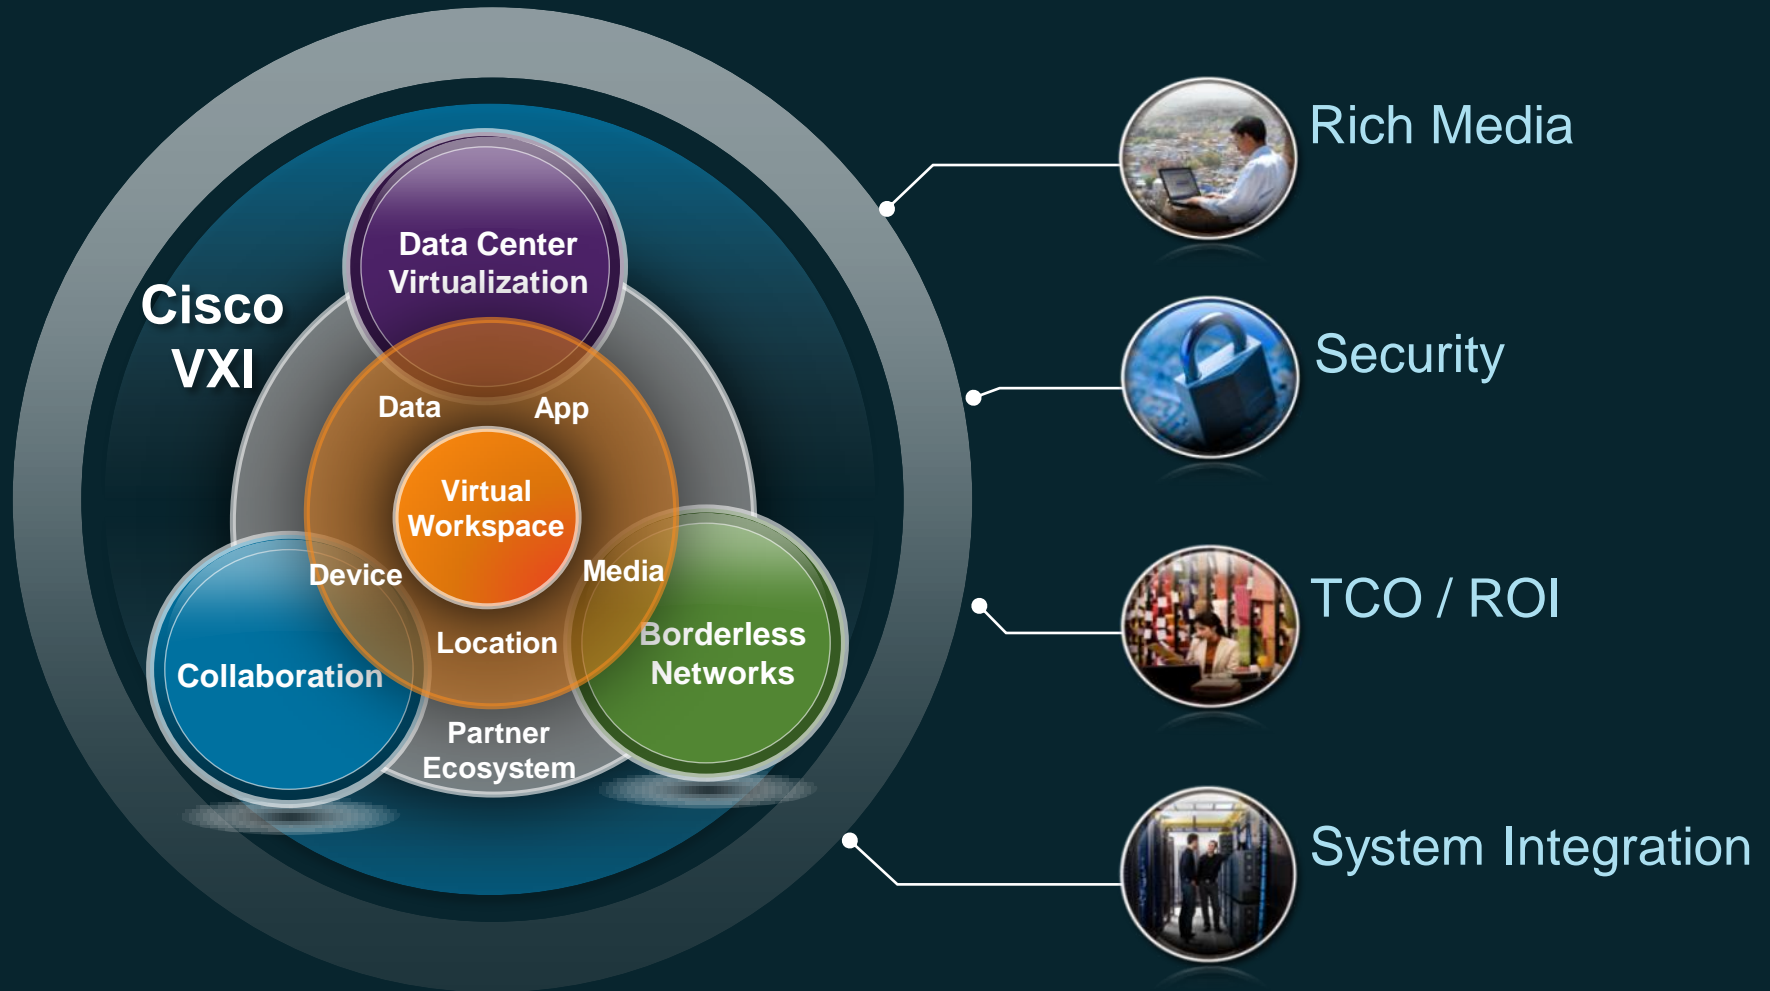 Cisco
VXI
Data Center
Virtualization
Data
App
Virtual
Workspace
Device
Media
Location
Collaboration
Borderless
Networks
Partner
Ecosystem
Rich Media
Security
TCO / ROI
System Integration